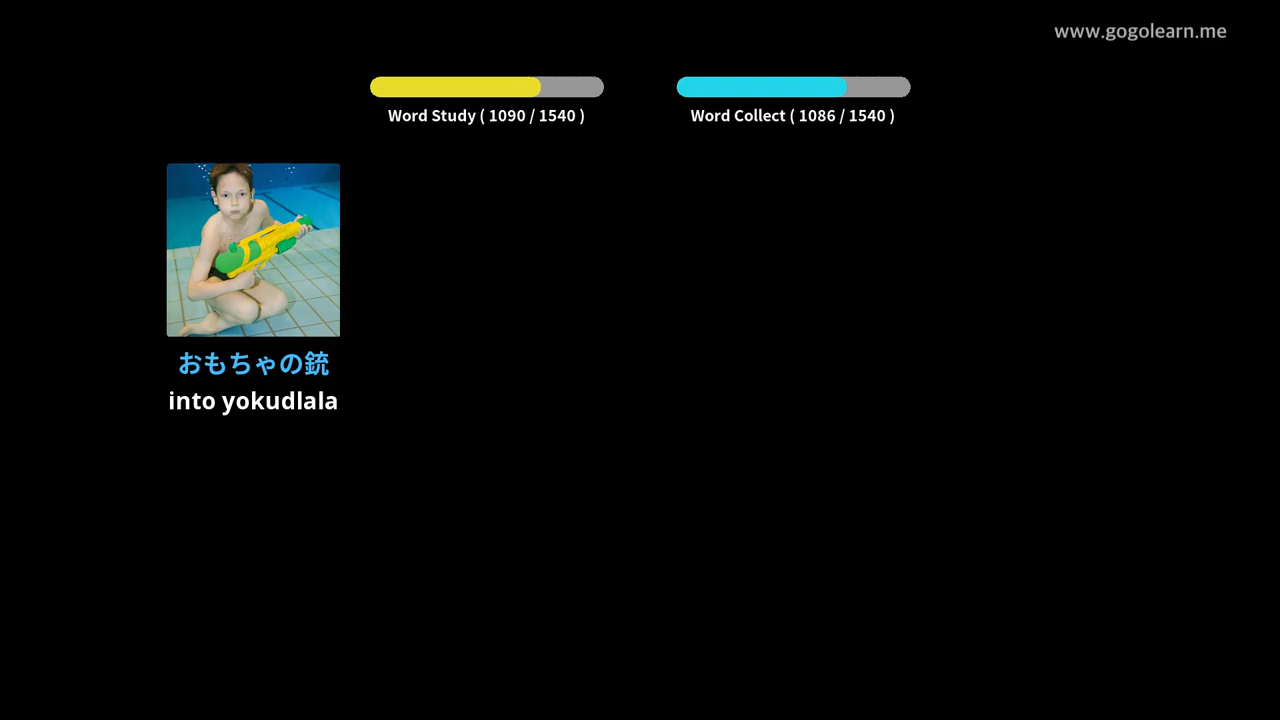 www.gogolearn.me
Word Study ( 1090 / 1540 )
Word Collect ( 1086 / 1540 )
おもちゃの銃
into yokudlala